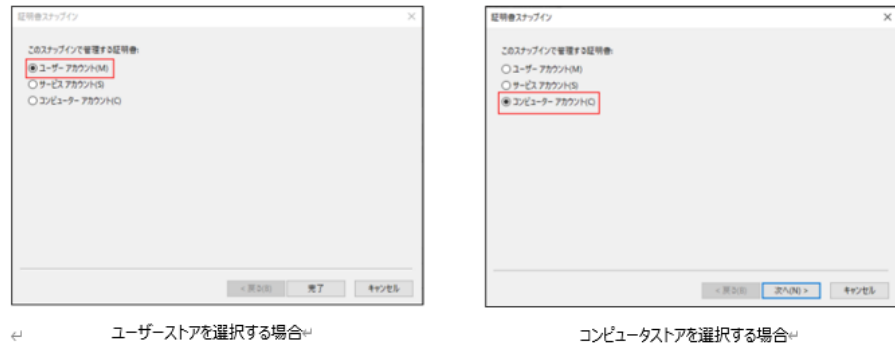 証明書スナップイン
このスナップインで管理する証明書:
ユーザー アカウント(M)
サービス アカウント(S)
コンピューター アカウント(C)
< 戻る(B)
完了
キャンセル
ユーザーストアを選択する場合
証明書スナップイン
このスナップインで管理する証明書:
ユーザー アカウント(M)
サービス アカウント(S)
コンピューター アカウント(C)
< 戻る(B)
次へ(N) >
キャンセル
コンピュータストアを選択する場合